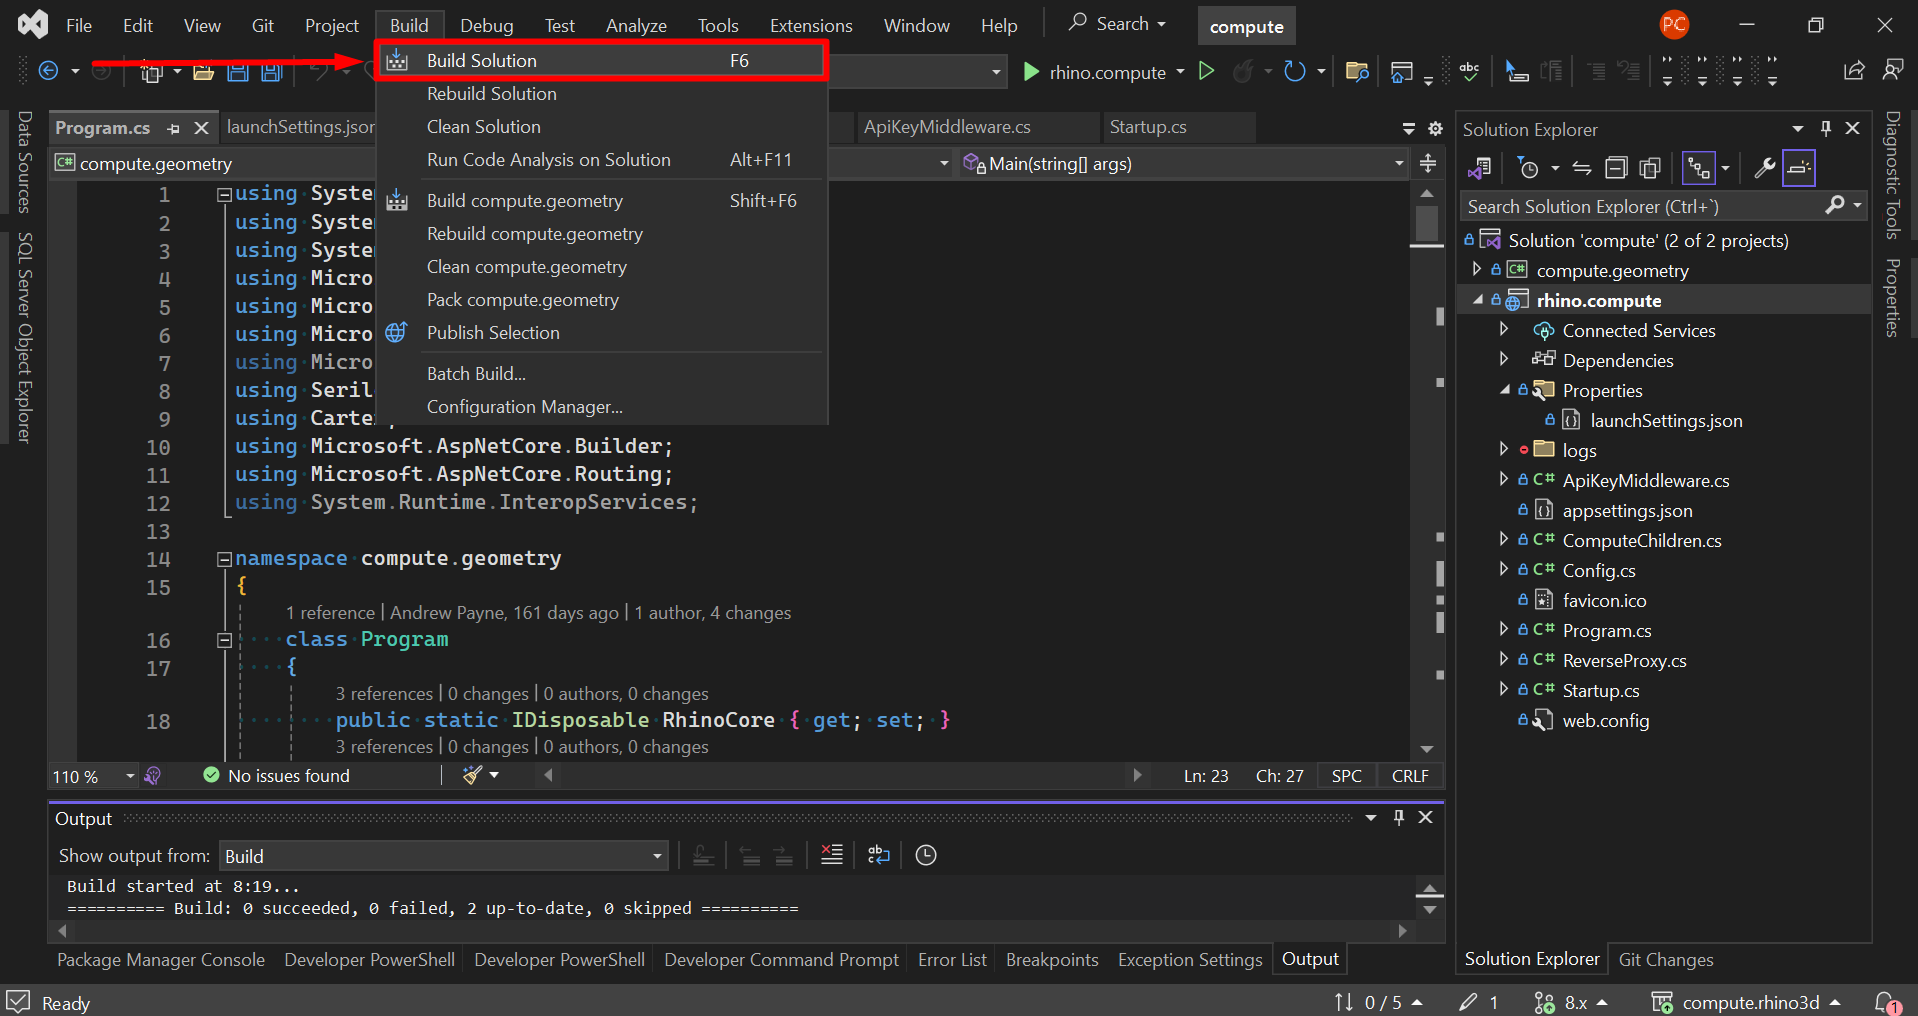 File Edit View Git Project Build Debug Test Analyze Tools Extensions Window Help Search compute PC
Build Solution F6
Rebuild Solution
Clean Solution
Run Code Analysis on Solution Alt+F11
Build compute.geometry Shift+F6
Rebuild compute.geometry
Clean compute.geometry
Pack compute.geometry
Publish Selection
Batch Build...
Configuration Manager...
rhino.compute
abc
Data Sources
SQL Server Object Explorer
Program.cs launchSettings.json ApiKeyMiddleware.cs Startup.cs
C# compute.geometry Main(string[] args)
1 using Syste
2 using Syste
3 using Syste
4 using Micro
5 using Micro
6 using Micro
7 using Micro
8 using Seril
9 using Carte
10 using Microsoft.AspNetCore.Builder;
11 using Microsoft.AspNetCore.Routing;
12 using System.Runtime.InteropServices;
13
14 namespace compute.geometry
15 {
1 reference | Andrew Payne, 161 days ago | 1 author, 4 changes
16 class Program
17 {
3 references | 0 changes | 0 authors, 0 changes
18 public static IDisposable RhinoCore { get; set; }
3 references | 0 changes | 0 authors, 0 changes
110 % No issues found Ln: 23 Ch: 27 SPC CRLF
Output
Show output from: Build
ab
Build started at 8:19...
========== Build: 0 succeeded, 0 failed, 2 up-to-date, 0 skipped ==========
Package Manager Console Developer PowerShell Developer PowerShell Developer Command Prompt Error List Breakpoints Exception Settings Output
Solution Explorer
Search Solution Explorer (Ctrl+`)
Solution 'compute' (2 of 2 projects)
C# compute.geometry
rhino.compute
Connected Services
Dependencies
Properties
launchSettings.json
logs
C# ApiKeyMiddleware.cs
appsettings.json
C# ComputeChildren.cs
C# Config.cs
favicon.ico
C# Program.cs
C# ReverseProxy.cs
C# Startup.cs
web.config
Solution Explorer Git Changes
Diagnostic Tools
Properties
Ready 0 / 5 1 8.x compute.rhino3d 1